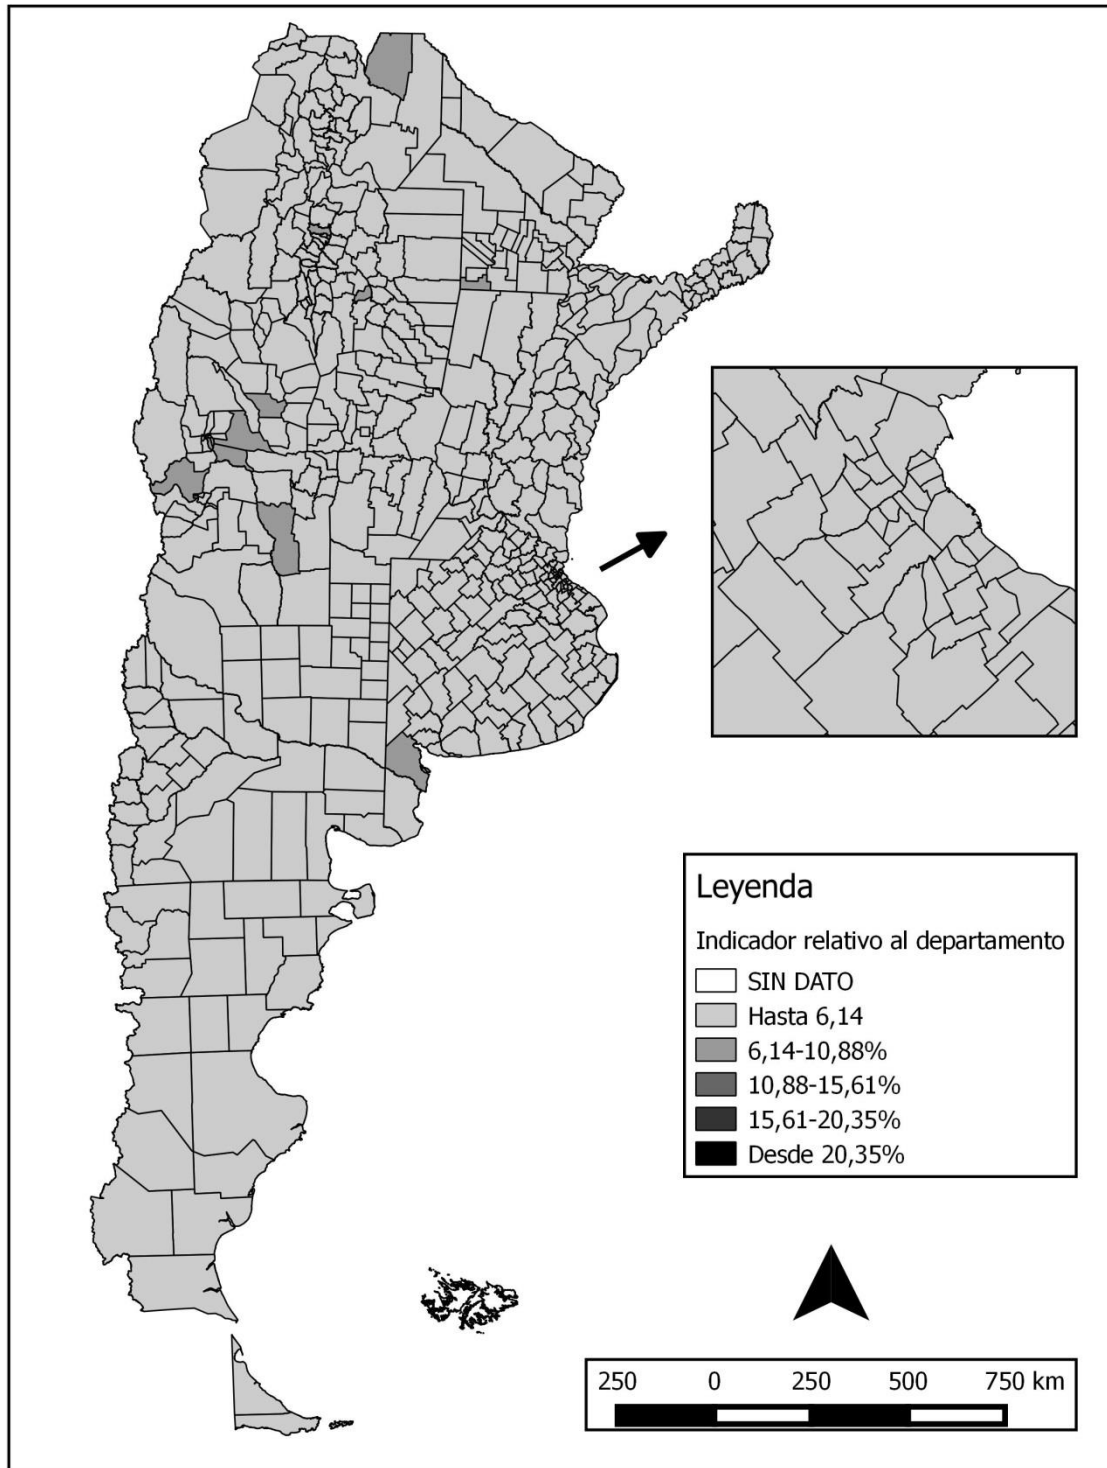 Leyenda
Indicador relativo al departamento
SIN DATO
Hasta 6,14
6,14-10,88%
10,88-15,61%
15,61-20,35%
Desde 20,35%
250 0 250 500 750 km